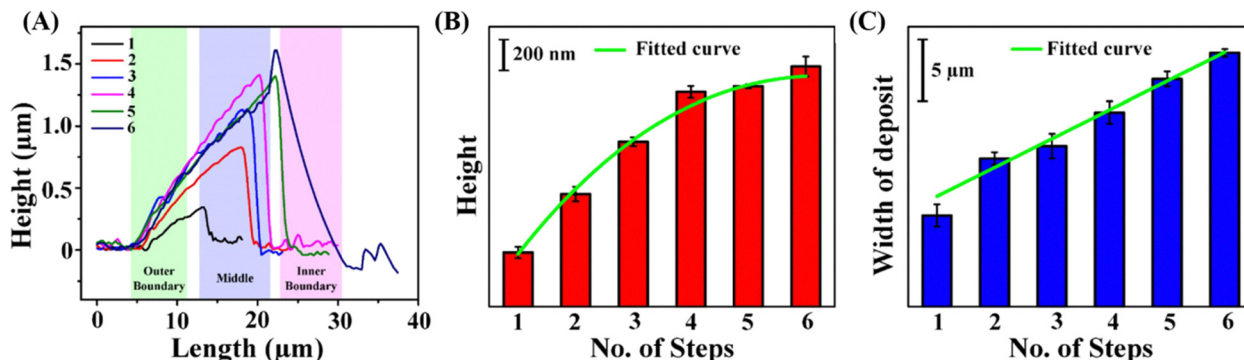 (A)
1
2
3
4
5
6
1.5
1.0
0.5
0
Height (μm)
Outer
Boundary
Middle
Inner
Boundary
0 10 20 30 40
Length (μm)
(B)
200 nm
Fitted curve
Height
1 2 3 4 5 6
No. of Steps
(C)
5 μm
Fitted curve
Width of deposit
1 2 3 4 5 6
No. of Steps